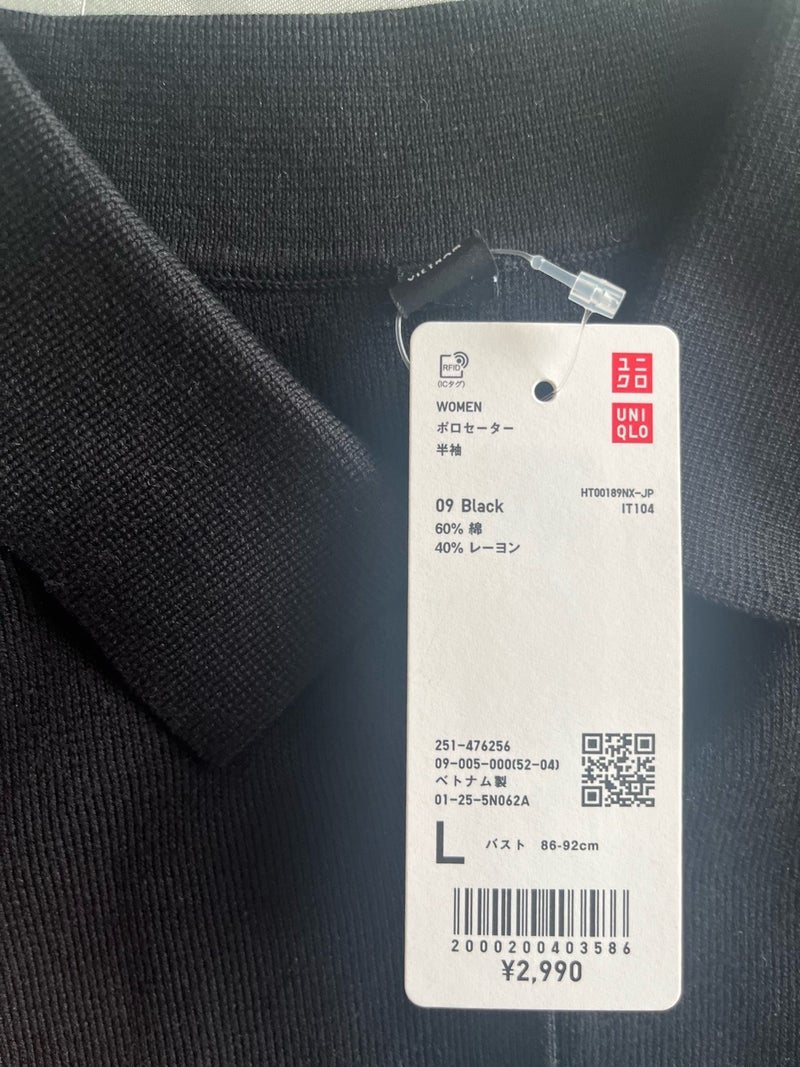 RFID
(ICタグ)
ユニ
クロ
WOMEN
UNI
QLO
ポロセーター
半袖
HT00189NX-JP
09 Black
IT104
60% 綿
40% レーヨン
251-476256
09-005-000(52-04)
ベトナム製
01-25-5N062A
L バスト 86-92cm
2000200403586
¥2,990